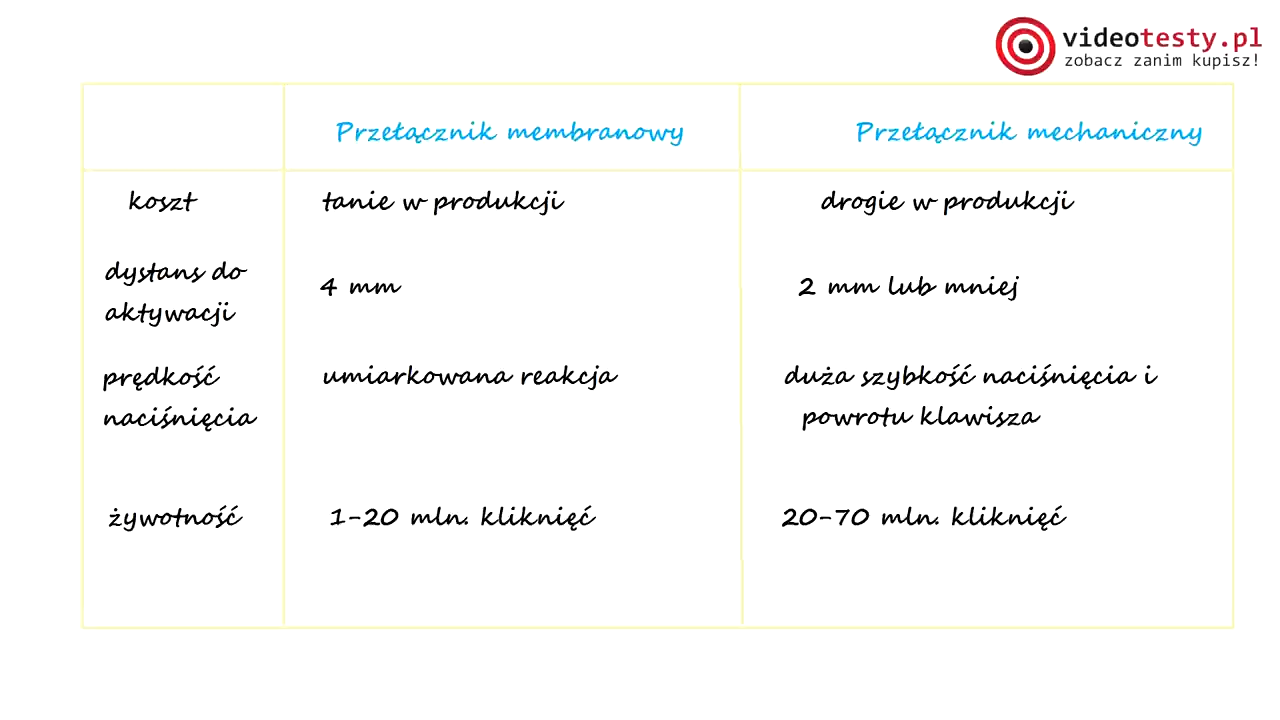 videotesty.pl
zobacz zanim kupisz!
Przełącznik membranowy
Przełącznik mechaniczny
koszt
tanie w produkcji
drogie w produkcji
dystans do
aktywacji
4 mm
2 mm lub mniej
prędkość
naciśnięcia
umiarkowana reakcja
duża szybkość naciśnięcia i
powrotu klawisza
żywotność
1-20 mln. kliknięć
20-70 mln. kliknięć